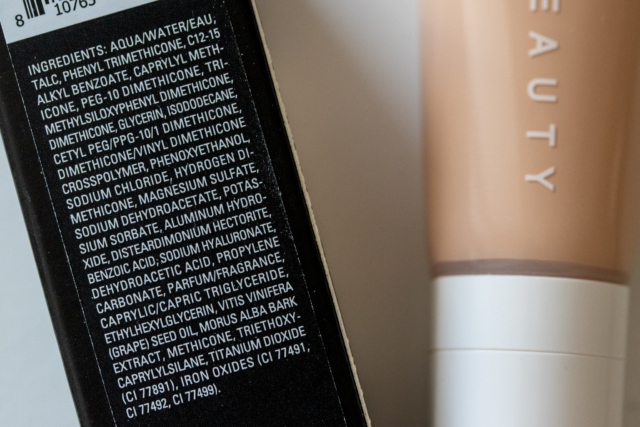 8
10765
INGREDIENTS: AQUA/WATER/EAU,
TALC, PHENYL TRIMETHICONE, C12-15
ALKYL BENZOATE, CAPRYLYL METH-
ICONE, PEG-10 DIMETHICONE, TRI-
METHYLSILOXYPHENYL DIMETHICONE,
DIMETHICONE, GLYCERIN, ISODODECANE,
CETYL PEG/PPG-10/1 DIMETHICONE,
DIMETHICONE/VINYL DIMETHICONE
CROSSPOLYMER, PHENOXYETHANOL,
SODIUM CHLORIDE, HYDROGEN DI-
METHICONE, MAGNESIUM SULFATE,
SODIUM DEHYDROACETATE, POTAS-
SIUM SORBATE, ALUMINUM HYDRO-
XIDE, DISTEARDIMONIUM HECTORITE,
BENZOIC ACID, SODIUM HYALURONATE,
DEHYDROACETIC ACID, PROPYLENE
CARBONATE, PARFUM/FRAGRANCE,
CAPRYLIC/CAPRIC TRIGLYCERIDE,
ETHYLHEXYLGLYCERIN, VITIS VINIFERA
(GRAPE) SEED OIL, MORUS ALBA BARK
EXTRACT, METHICONE, TRIETHOXY-
CAPRYLYLSILANE, TITANIUM DIOXIDE
(CI 77891), IRON OXIDES (CI 77491,
CI 77492, CI 77499).
EAUTY